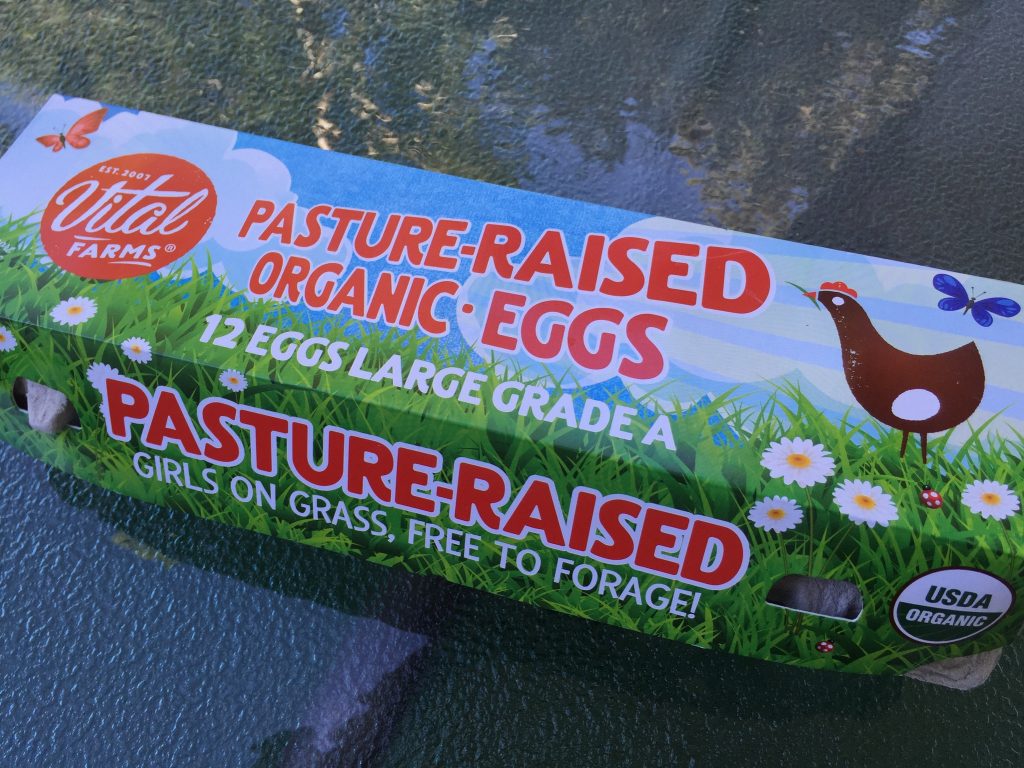 EST. 2007
Vital
FARMS®
PASTURE-RAISED
ORGANIC · EGGS
12 EGGS LARGE GRADE A
PASTURE-RAISED
GIRLS ON GRASS, FREE TO FORAGE!
USDA
ORGANIC